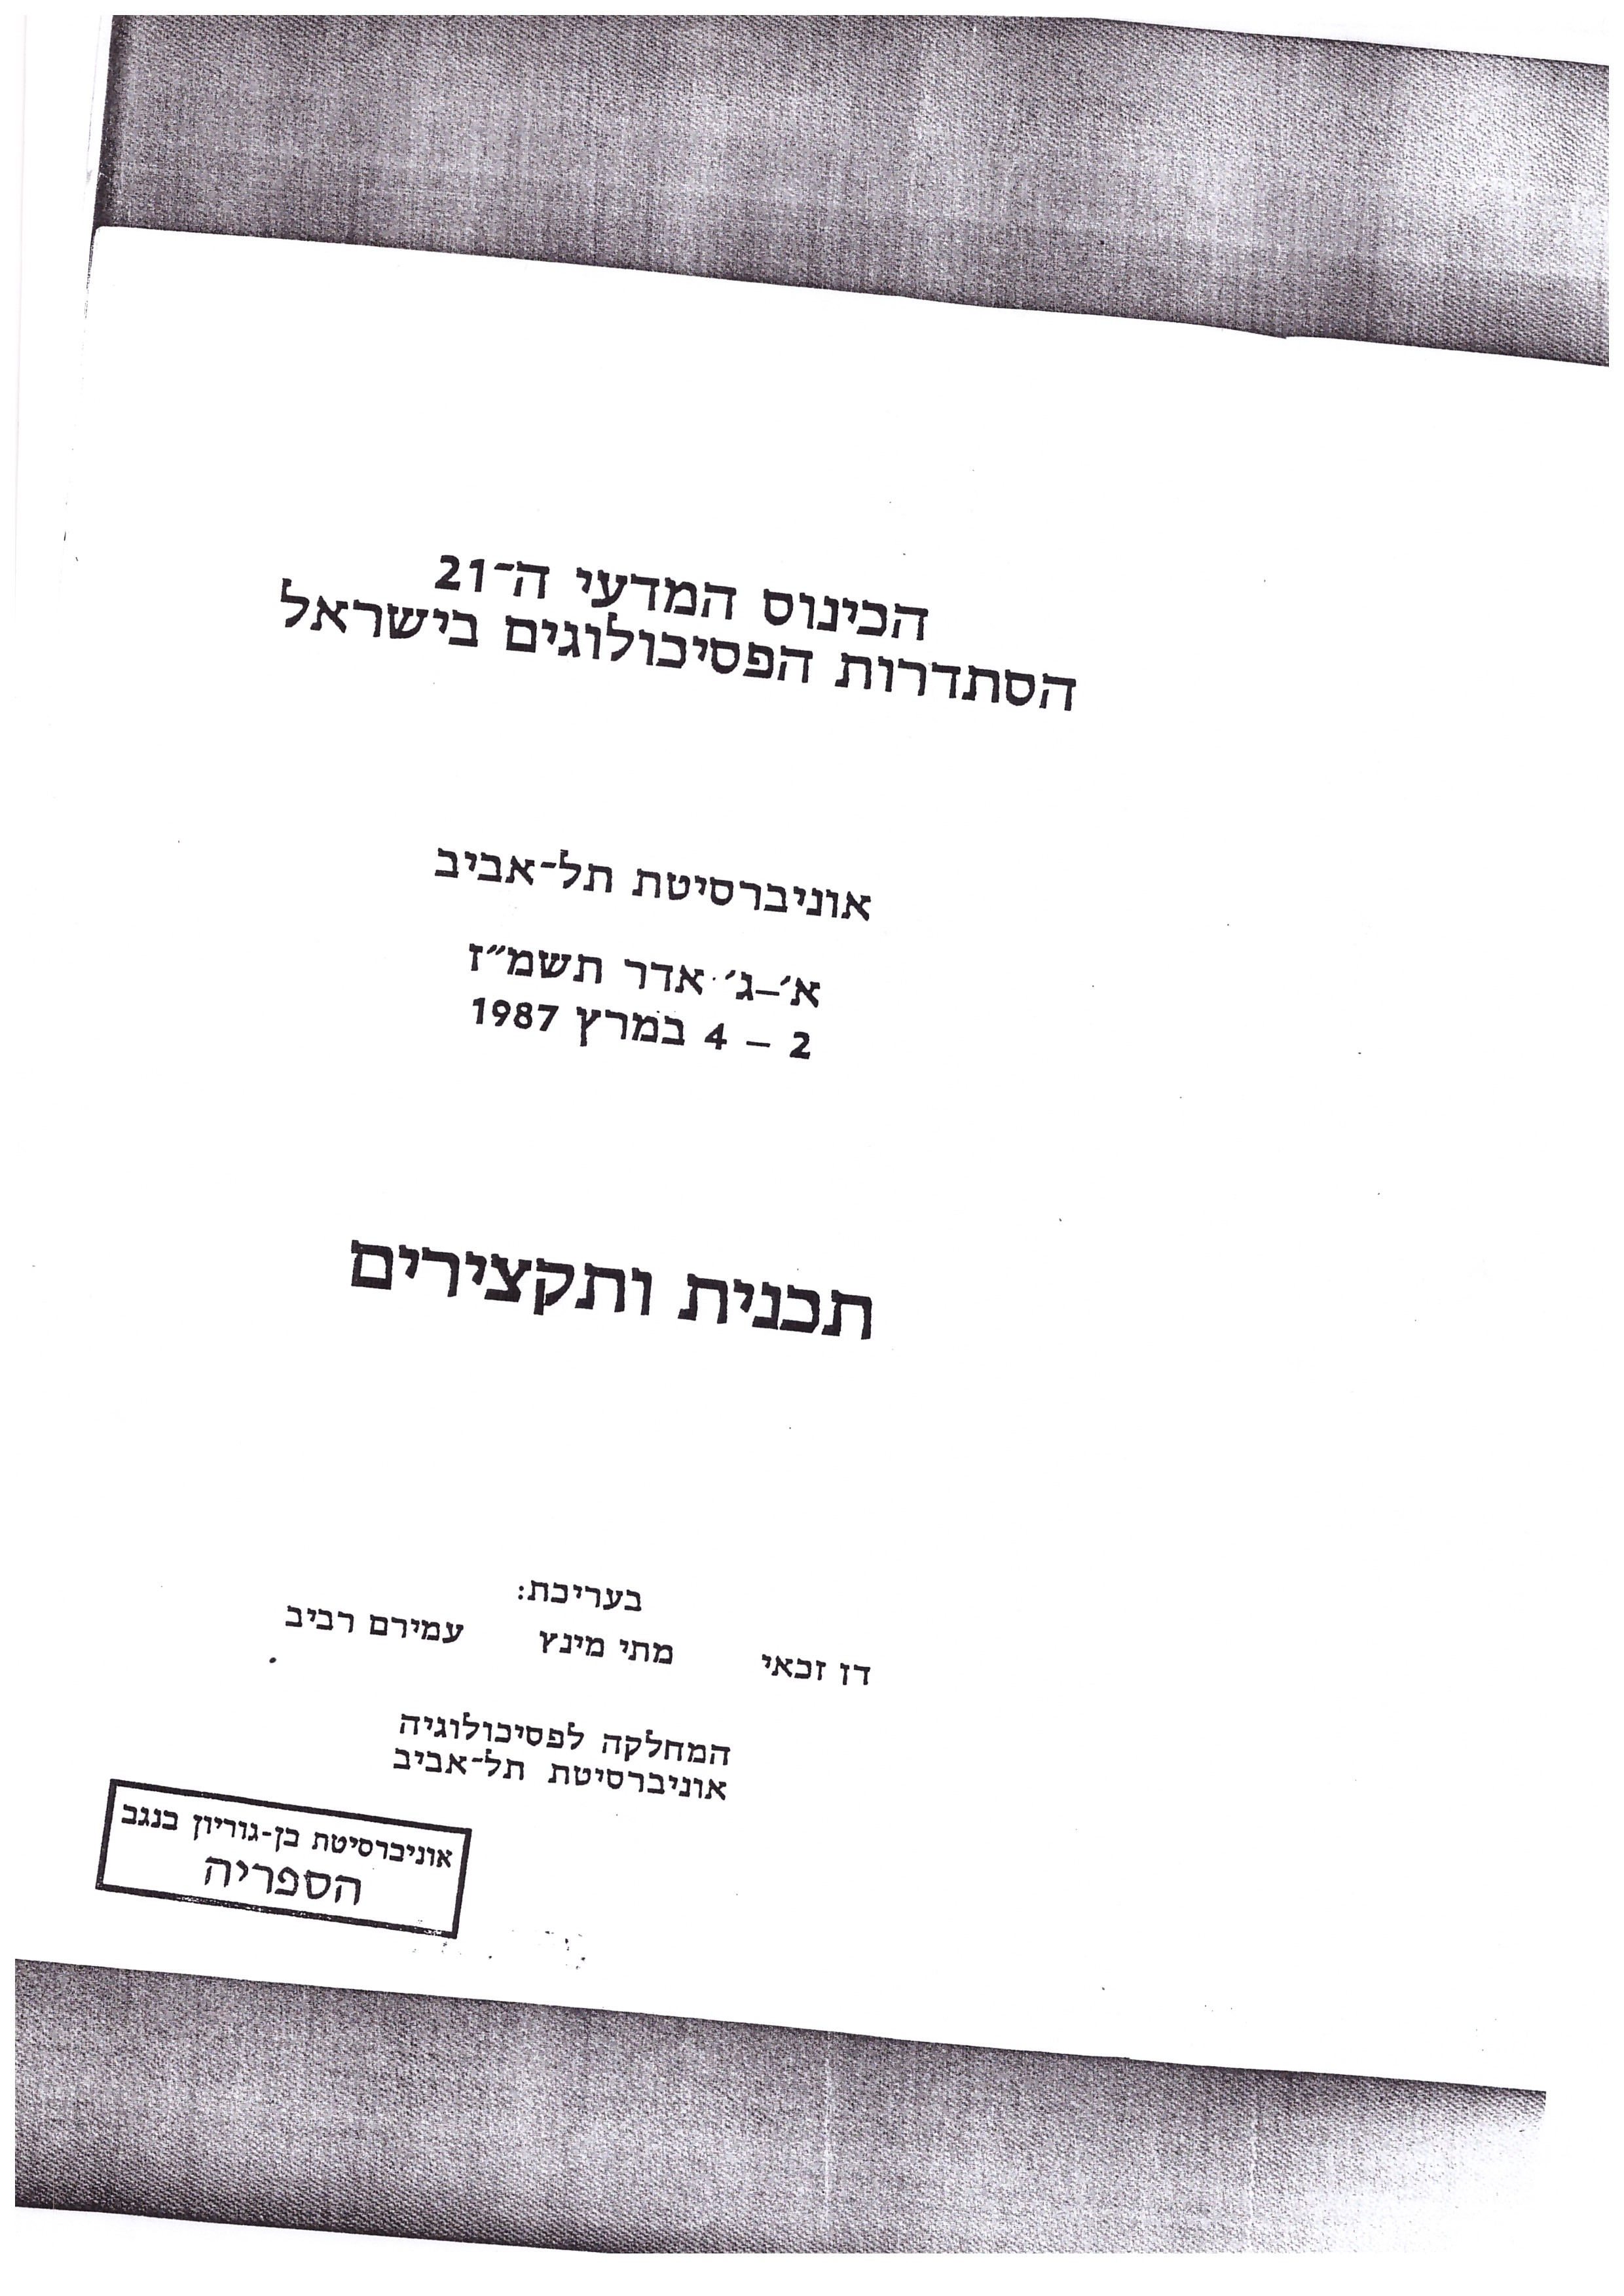 הכינוס המדעי ה־21
הסתדרות הפסיכולוגים בישראל
אוניברסיטת תל־אביב
א׳–ג׳ אדר תשמ״ז
2 – 4 במרץ 1987
תכנית ותקצירים
בעריכת:
דן זכאי מתי מינץ עמירם רביב
המחלקה לפסיכולוגיה
אוניברסיטת תל־אביב
אוניברסיטת בן-גוריון בנגב
הספריה